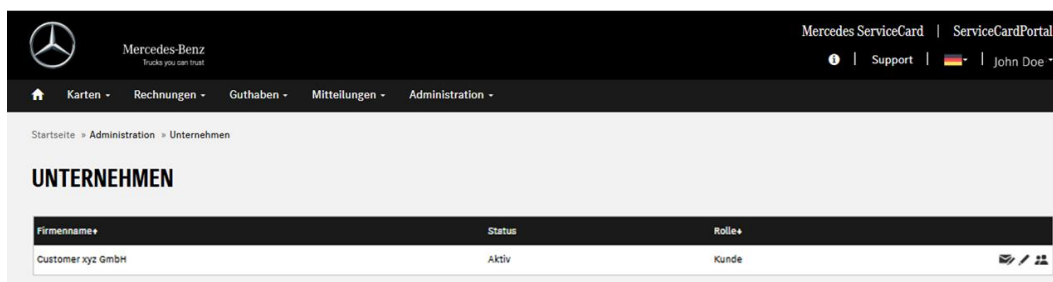 Mercedes ServiceCard | ServiceCardPortal
Mercedes-Benz
Trucks you can trust
Support | John Doe
Karten Rechnungen Guthaben Mitteilungen Administration
Startseite » Administration » Unternehmen
UNTERNEHMEN
Firmenname Status Rolle
Customer xyz GmbH Aktiv Kunde